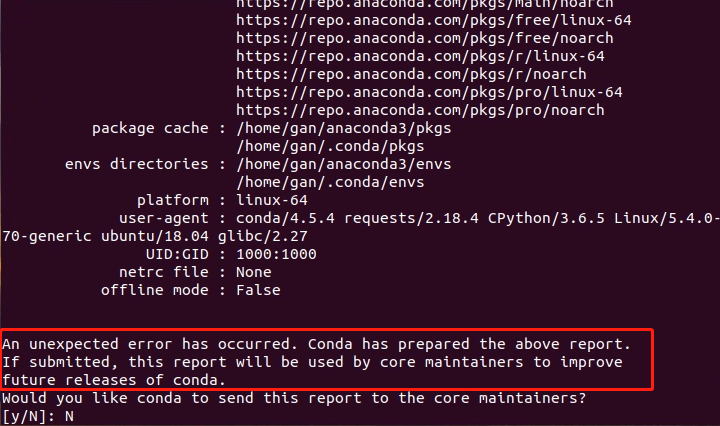 https://repo.anaconda.com/pkgs/main/noarch
https://repo.anaconda.com/pkgs/free/linux-64
https://repo.anaconda.com/pkgs/free/noarch
https://repo.anaconda.com/pkgs/r/linux-64
https://repo.anaconda.com/pkgs/r/noarch
https://repo.anaconda.com/pkgs/pro/linux-64
https://repo.anaconda.com/pkgs/pro/noarch
package cache : /home/gan/anaconda3/pkgs
/home/gan/.conda/pkgs
envs directories : /home/gan/anaconda3/envs
/home/gan/.conda/envs
platform : linux-64
user-agent : conda/4.5.4 requests/2.18.4 CPython/3.6.5 Linux/5.4.0-
70-generic ubuntu/18.04 glibc/2.27
UID:GID : 1000:1000
netrc file : None
offline mode : False
An unexpected error has occurred. Conda has prepared the above report.
If submitted, this report will be used by core maintainers to improve
future releases of conda.
Would you like conda to send this report to the core maintainers?
[y/N]: N